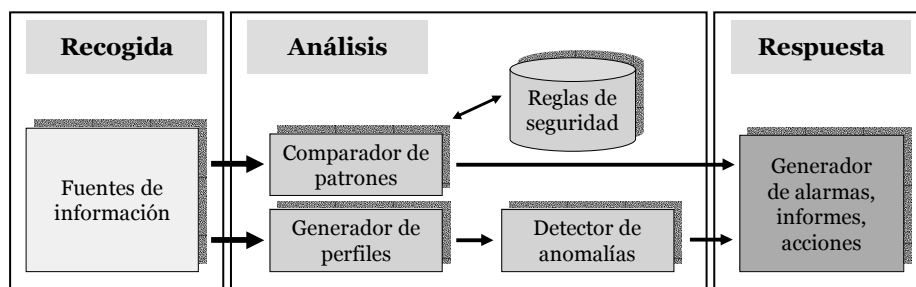 Recogida
Análisis
Respuesta
Reglas de
seguridad
Fuentes de
información
Comparador de
patrones
Generador de
perfiles
Detector de
anomalías
Generador
de alarmas,
informes,
acciones